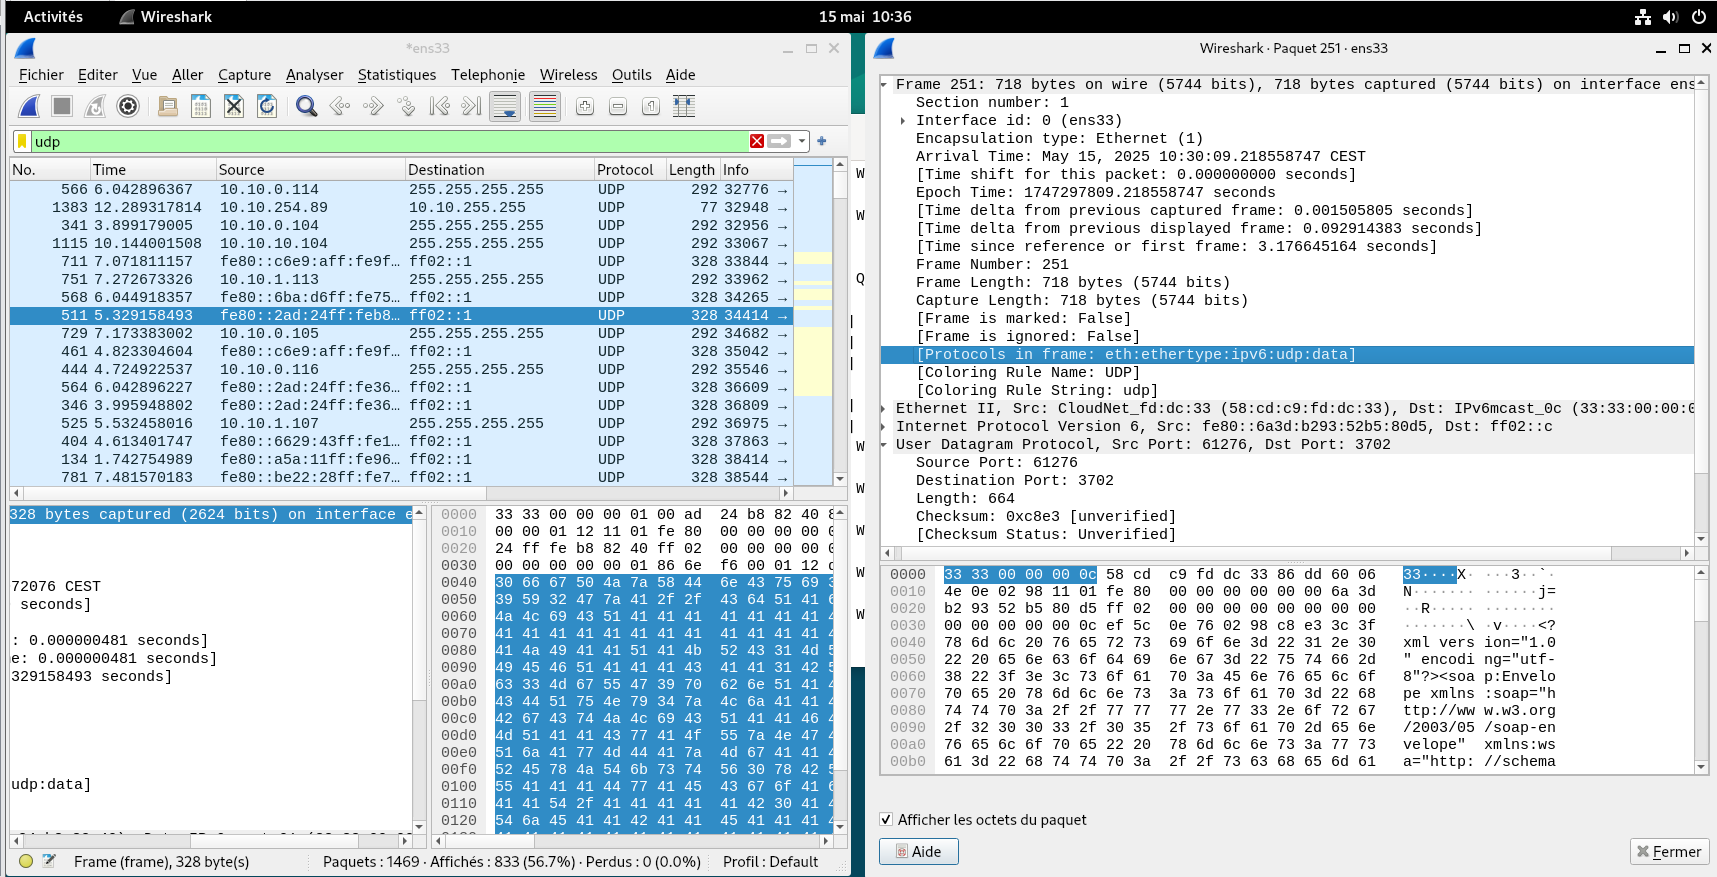 Activités
Wireshark
15 mai 10:36
*ens33
Fichier Editer Vue Aller Capture Analyser Statistiques Telephonie Wireless Outils Aide
udp
No. Time Source Destination Protocol Length Info
566 6.042896367 10.10.0.114 255.255.255.255 UDP 292 32776 →
1383 12.289317814 10.10.254.89 10.10.255.255 UDP 77 32948 →
341 3.899179005 10.10.0.104 255.255.255.255 UDP 292 32956 →
1115 10.144001508 10.10.10.104 255.255.255.255 UDP 292 33067 →
711 7.071811157 fe80::c6e9:aff:fe9f… ff02::1 UDP 328 33844 →
751 7.272673326 10.10.1.113 255.255.255.255 UDP 292 33962 →
568 6.044918357 fe80::6ba:d6ff:fe75… ff02::1 UDP 328 34265 →
511 5.329158493 fe80::2ad:24ff:feb8… ff02::1 UDP 328 34414 →
729 7.173383002 10.10.0.105 255.255.255.255 UDP 292 34682 →
461 4.823304604 fe80::c6e9:aff:fe9f… ff02::1 UDP 328 35042 →
444 4.724922537 10.10.0.116 255.255.255.255 UDP 292 35546 →
564 6.042896227 fe80::2ad:24ff:fe36… ff02::1 UDP 328 36609 →
346 3.995948802 fe80::2ad:24ff:fe36… ff02::1 UDP 328 36809 →
525 5.532458016 10.10.1.107 255.255.255.255 UDP 292 36975 →
404 4.613401747 fe80::6629:43ff:fe1… ff02::1 UDP 328 37863 →
134 1.742754989 fe80::a5a:11ff:fe96… ff02::1 UDP 328 38414 →
781 7.481570183 fe80::be22:28ff:fe7… ff02::1 UDP 328 38544 →
328 bytes captured (2624 bits) on interface e
72076 CEST
seconds]
: 0.000000481 seconds]
e: 0.000000481 seconds]
329158493 seconds]
udp:data]
0000 33 33 00 00 00 01 00 ad 24 b8 82 40
0010 00 00 01 12 11 01 fe 80 00 00 00 00
0020 24 ff fe b8 82 40 ff 02 00 00 00 00
0030 00 00 00 00 00 01 86 6e f6 00 01 12
0040 30 66 67 50 4a 7a 58 44 6e 43 75 69
0050 39 59 32 47 7a 41 2f 2f 43 64 51 41
0060 4a 4c 69 43 51 41 41 41 41 41 41 41
0070 41 41 41 41 41 41 41 41 41 41 41 41
0080 41 4a 49 41 41 51 41 4b 52 43 31 4d
0090 49 45 46 51 41 41 41 43 41 41 31 42
00a0 63 33 4d 67 55 47 39 70 62 6e 51 41
00b0 43 44 51 75 4e 79 34 7a 4c 6a 41 41
00c0 42 67 43 74 4a 4c 69 43 51 41 41 46
00d0 4d 51 41 41 43 77 41 4f 55 7a 4e 47
00e0 51 6a 41 77 4d 44 41 7a 4d 67 41 41
00f0 52 45 78 4a 54 6b 73 74 56 30 78 42
0100 55 41 41 41 44 77 41 45 43 67 6f 41
0110 41 41 54 2f 41 41 41 41 41 42 30 41
0120 54 6a 45 41 41 42 41 41 45 41 41 41
Frame (frame), 328 byte(s)
Paquets : 1469 · Affichés : 833 (56.7%) · Perdus : 0 (0.0%)
Profil : Default
W
W
Q
W
W
W
W
W
Wireshark · Paquet 251 · ens33
Frame 251: 718 bytes on wire (5744 bits), 718 bytes captured (5744 bits) on interface ens
Section number: 1
Interface id: 0 (ens33)
Encapsulation type: Ethernet (1)
Arrival Time: May 15, 2025 10:30:09.218558747 CEST
[Time shift for this packet: 0.000000000 seconds]
Epoch Time: 1747297809.218558747 seconds
[Time delta from previous captured frame: 0.001505805 seconds]
[Time delta from previous displayed frame: 0.092914383 seconds]
[Time since reference or first frame: 3.176645164 seconds]
Frame Number: 251
Frame Length: 718 bytes (5744 bits)
Capture Length: 718 bytes (5744 bits)
[Frame is marked: False]
[Frame is ignored: False]
[Protocols in frame: eth:ethertype:ipv6:udp:data]
[Coloring Rule Name: UDP]
[Coloring Rule String: udp]
Ethernet II, Src: CloudNet_fd:dc:33 (58:cd:c9:fd:dc:33), Dst: IPv6mcast_0c (33:33:00:00:0
Internet Protocol Version 6, Src: fe80::6a3d:b293:52b5:80d5, Dst: ff02::c
User Datagram Protocol, Src Port: 61276, Dst Port: 3702
Source Port: 61276
Destination Port: 3702
Length: 664
Checksum: 0xc8e3 [unverified]
[Checksum Status: Unverified]
0000 33 33 00 00 00 0c 58 cd c9 fd dc 33 86 dd 60 06 33····X· ···3··`·
0010 4e 0e 02 98 11 01 fe 80 00 00 00 00 00 00 6a 3d N······· ······j=
0020 b2 93 52 b5 80 d5 ff 02 00 00 00 00 00 00 00 00 ··R····· ········
0030 00 00 00 00 00 0c ef 5c 0e 76 02 98 c8 e3 3c 3f ·······\ ·v····<?
0040 78 6d 6c 20 76 65 72 73 69 6f 6e 3d 22 31 2e 30 xml vers ion="1.0
0050 22 20 65 6e 63 6f 64 69 6e 67 3d 22 75 74 66 2d " encodi ng="utf-
0060 38 22 3f 3e 3c 73 6f 61 70 3a 45 6e 76 65 6c 6f 8"?><soa p:Envelo
0070 70 65 20 78 6d 6c 6e 73 3a 73 6f 61 70 3d 22 68 pe xmlns :soap="h
0080 74 74 70 3a 2f 2f 77 77 77 2e 77 33 2e 6f 72 67 ttp://ww w.w3.org
0090 2f 32 30 30 33 2f 30 35 2f 73 6f 61 70 2d 65 6e /2003/05 /soap-en
00a0 76 65 6c 6f 70 65 22 20 78 6d 6c 6e 73 3a 77 73 velope" xmlns:ws
00b0 61 3d 22 68 74 74 70 3a 2f 2f 73 63 68 65 6d 61 a="http: //schema
Afficher les octets du paquet
Aide
Fermer